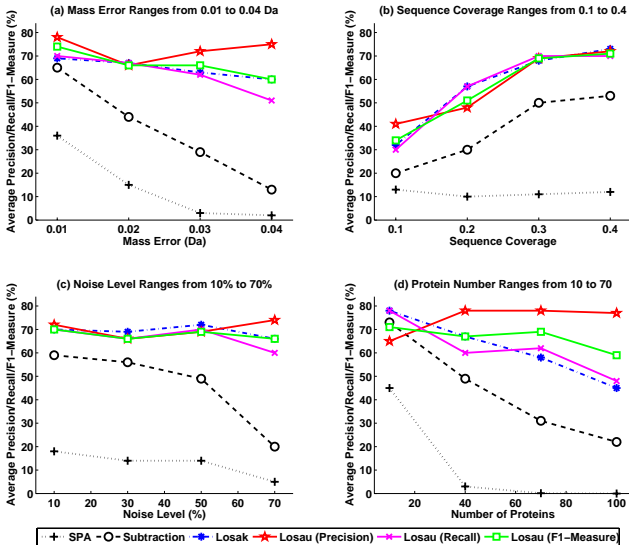 (a) Mass Error Ranges from 0.01 to 0.04 Da
Average Precision/Recall/F1−Measure (%)
80
70
60
50
40
30
20
10
0
0.01 0.02 0.03 0.04
Mass Error (Da)
(b) Sequence Coverage Ranges from 0.1 to 0.4
Average Precision/Recall/F1−Measure (%)
80
70
60
50
40
30
20
10
0
0.1 0.2 0.3 0.4
Sequence Coverage
(c) Noise Level Ranges from 10% to 70%
Average Precision/Recall/F1−Measure (%)
80
70
60
50
40
30
20
10
0
10 30 50 70
Noise Level (%)
(d) Protein Number Ranges from 10 to 70
Average Precision/Recall/F1−Measure (%)
80
70
60
50
40
30
20
10
0
10 40 70 100
Number of Proteins
SPA Subtraction Losak Losau (Precision) Losau (Recall) Losau (F1−Measure)